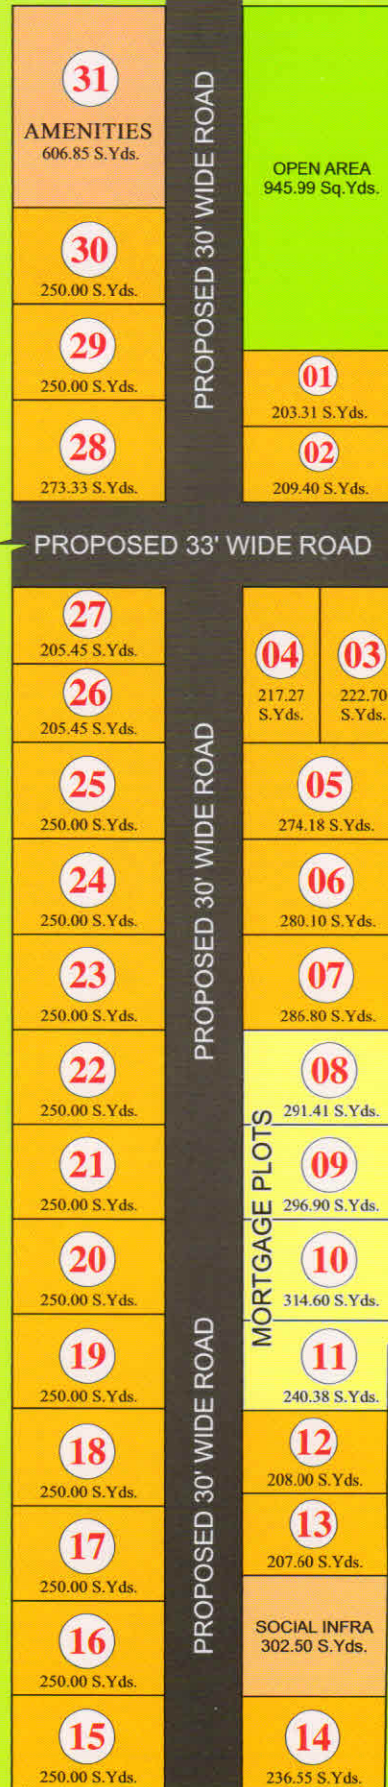 31
AMENITIES
606.85 S.Yds.
30
250.00 S.Yds.
29
250.00 S.Yds.
28
273.33 S.Yds.
PROPOSED 30' WIDE ROAD
OPEN AREA
945.99 Sq.Yds.
01
203.31 S.Yds.
02
209.40 S.Yds.
PROPOSED 33' WIDE ROAD
27
205.45 S.Yds.
26
205.45 S.Yds.
25
250.00 S.Yds.
24
250.00 S.Yds.
23
250.00 S.Yds.
22
250.00 S.Yds.
21
250.00 S.Yds.
20
250.00 S.Yds.
19
250.00 S.Yds.
18
250.00 S.Yds.
17
250.00 S.Yds.
16
250.00 S.Yds.
15
250.00 S.Yds.
PROPOSED 30' WIDE ROAD
PROPOSED 30' WIDE ROAD
04
217.27
S.Yds.
03
222.70
S.Yds.
05
274.18 S.Yds.
06
280.10 S.Yds.
07
286.80 S.Yds.
MORTGAGE PLOTS
08
291.41 S.Yds.
09
296.90 S.Yds.
10
314.60 S.Yds.
11
240.38 S.Yds.
12
208.00 S.Yds.
13
207.60 S.Yds.
SOCIAL INFRA
302.50 S.Yds.
14
236.55 S.Yds.